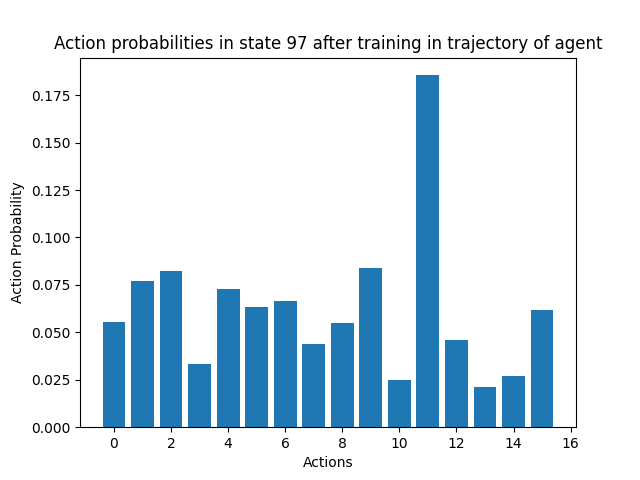 Action probabilities in state 97 after training in trajectory of agent
0.175
0.150
0.125
0.100
0.075
0.050
0.025
0.000
Action Probability
0 2 4 6 8 10 12 14 16
Actions